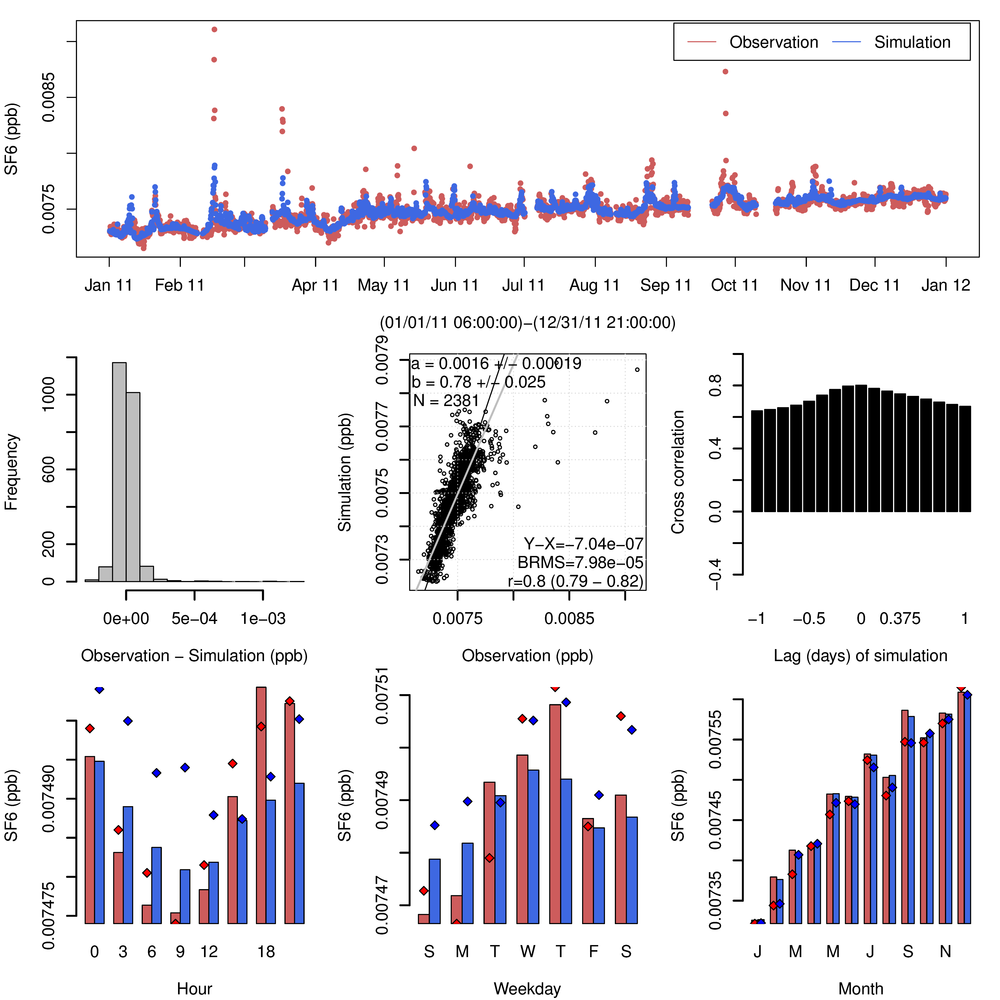 Observation Simulation
SF6 (ppb)
0.0075 0.0085
Jan 11 Feb 11 Apr 11 May 11 Jun 11 Jul 11 Aug 11 Sep 11 Oct 11 Nov 11 Dec 11 Jan 12
(01/01/11 06:00:00)−(12/31/11 21:00:00)
Frequency
0 200 600 1000
0e+00 5e−04 1e−03
Observation − Simulation (ppb)
Simulation (ppb)
0.0073 0.0075 0.0077 0.0079
a = 0.0016 +/− 0.00019
b = 0.78 +/− 0.025
N = 2381
Y−X=−7.04e−07
BRMS=7.98e−05
r=0.8 (0.79 − 0.82)
0.0075 0.0085
Observation (ppb)
Cross correlation
−0.4 0.0 0.4 0.8
−1 −0.5 0 0.375 1
Lag (days) of simulation
SF6 (ppb)
0.007475 0.007490
0 3 6 9 12 18
Hour
SF6 (ppb)
0.00747 0.00749 0.00751
S M T W T F S
Weekday
SF6 (ppb)
0.00735 0.00745 0.00755
J M M J S N
Month